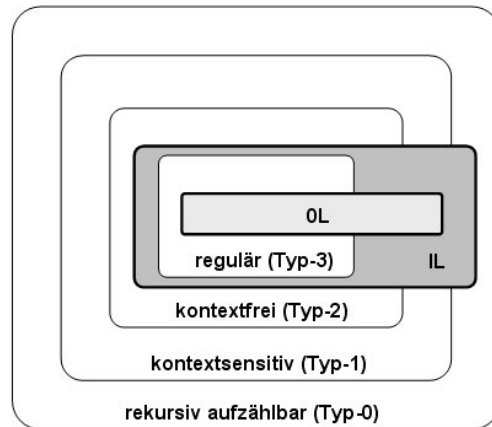 0L
regulär (Typ-3)
IL
kontextfrei (Typ-2)
kontextsensitiv (Typ-1)
rekursiv aufzählbar (Typ-0)